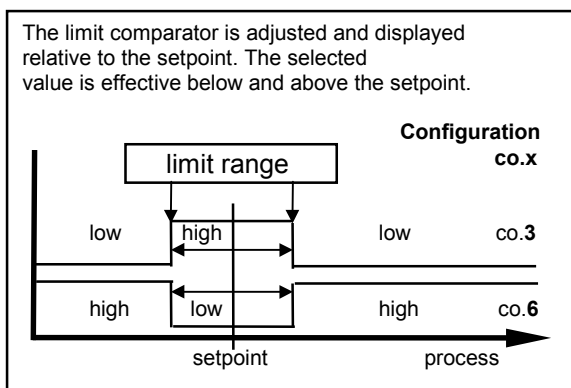 The limit comparator is adjusted and displayed
relative to the setpoint. The selected
value is effective below and above the setpoint.
Configuration
co.x
limit range
low high low co.3
high low high co.6
setpoint process